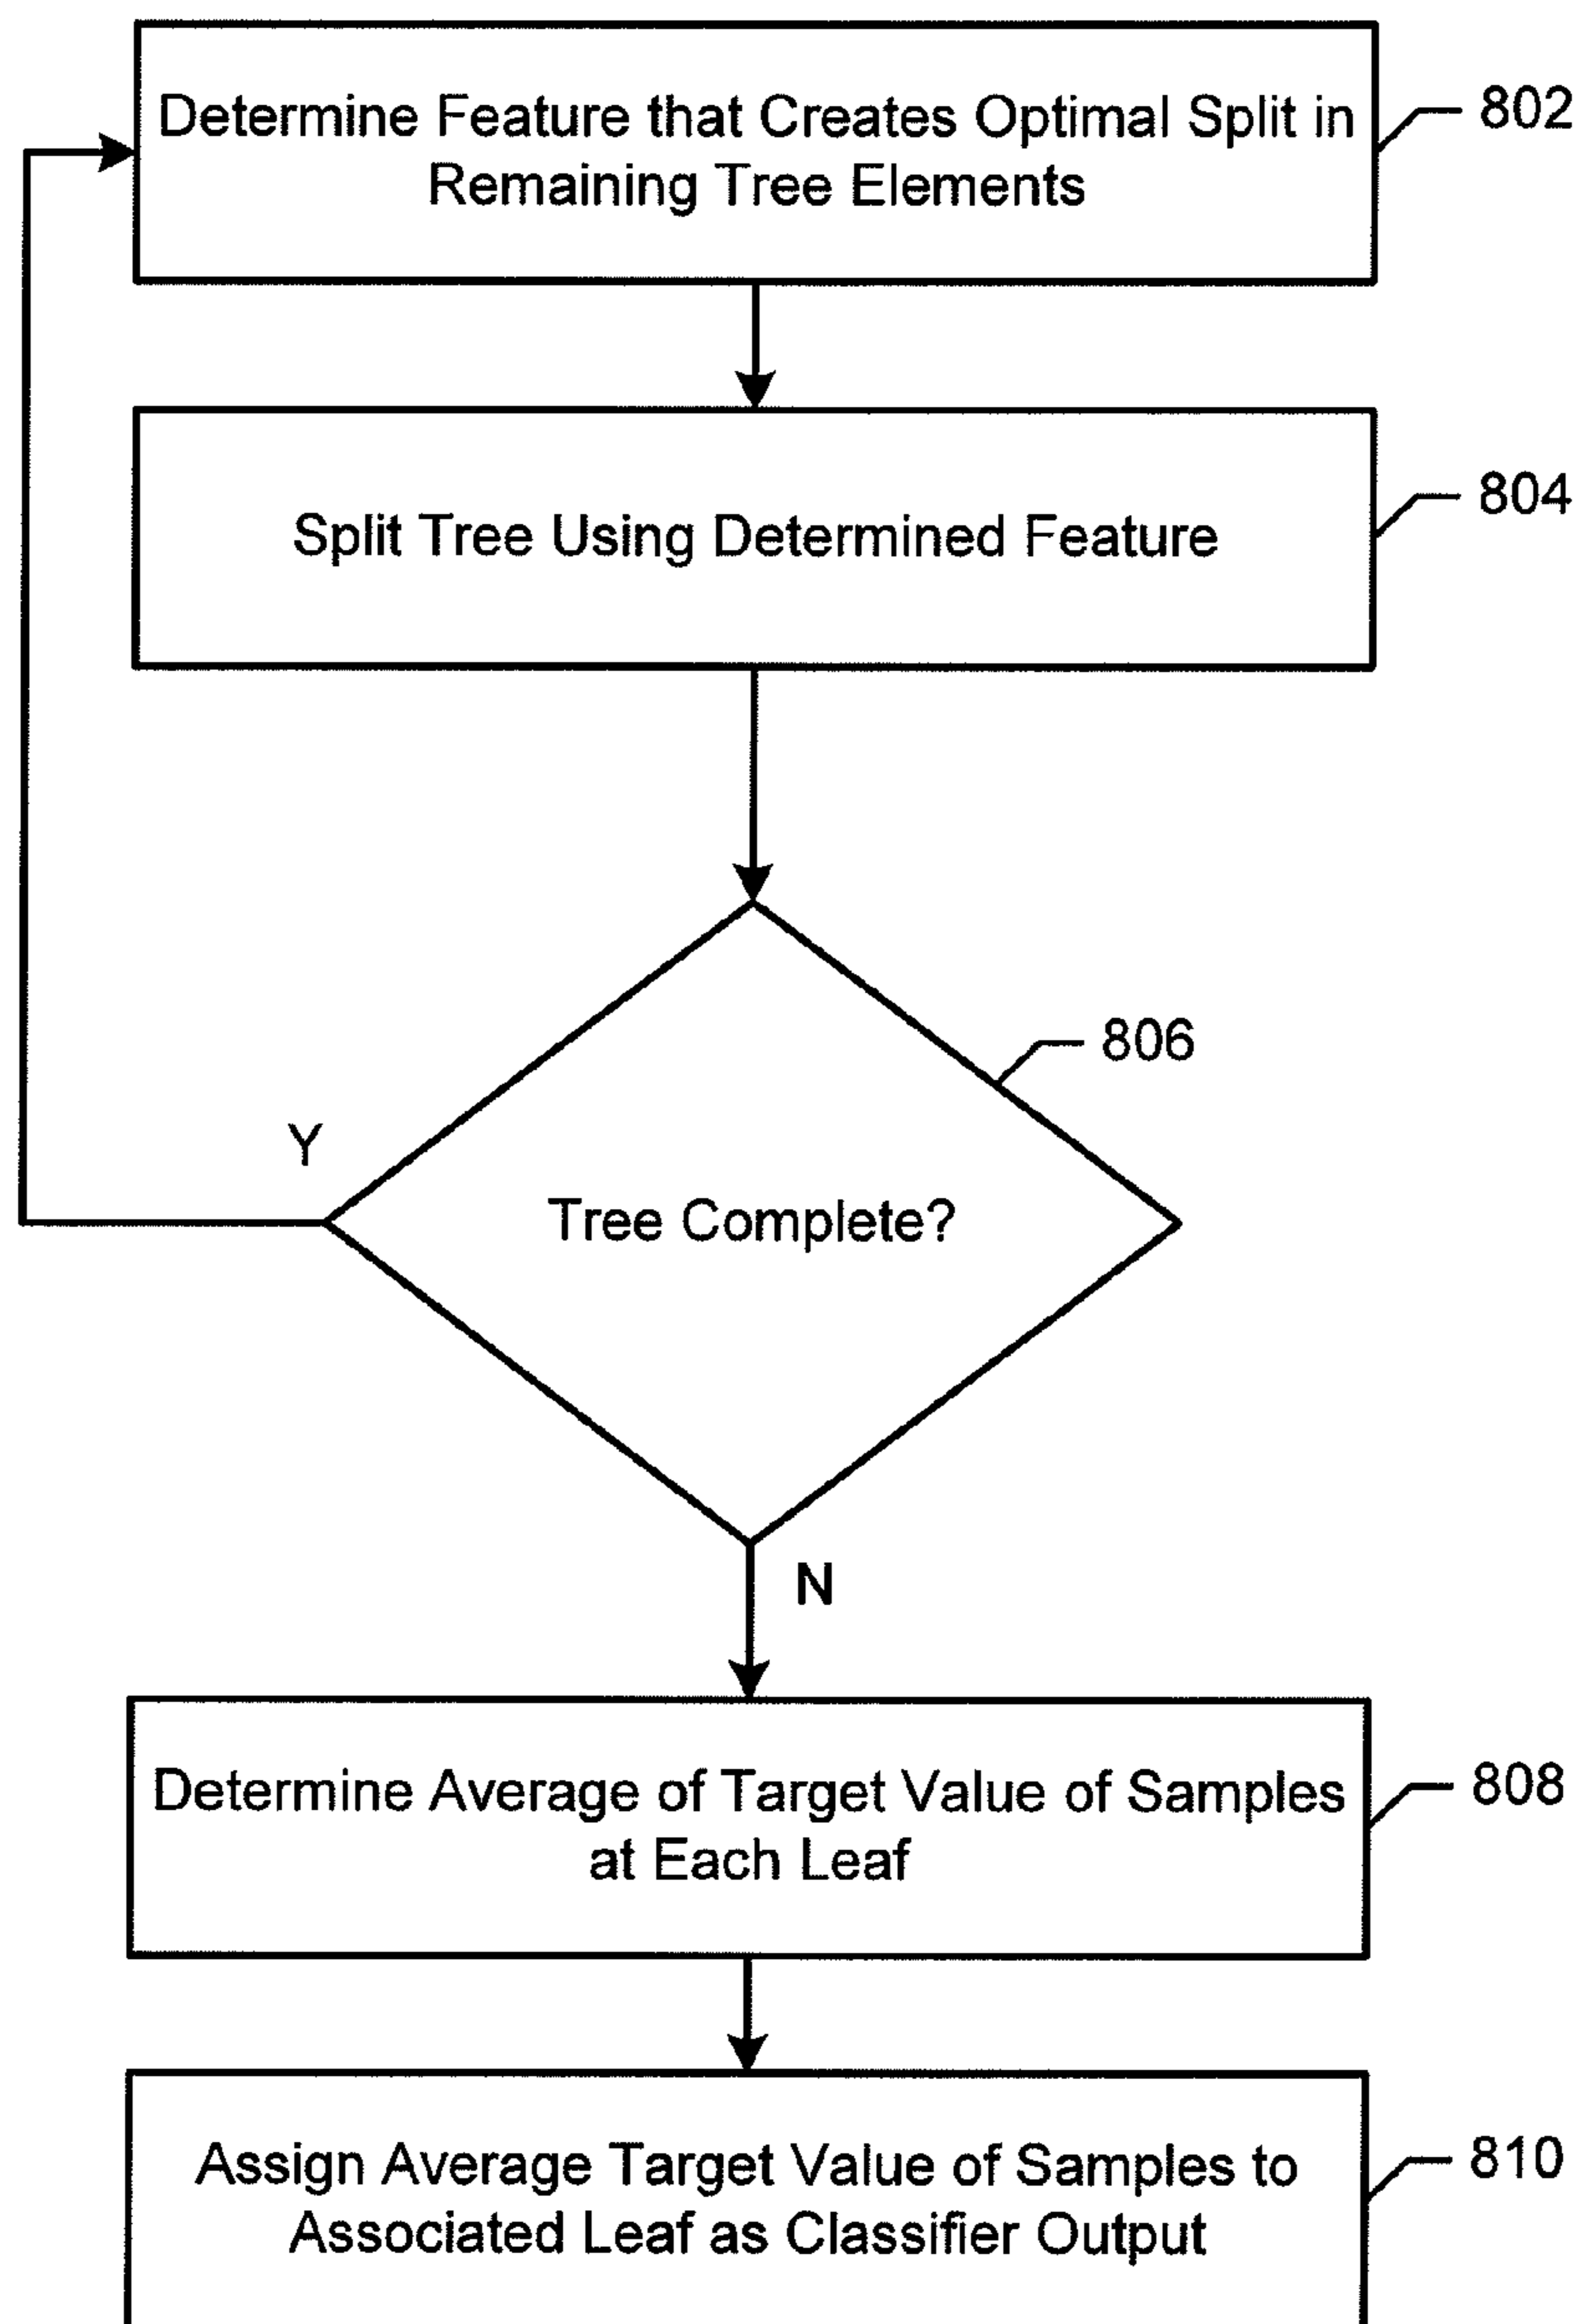 Determine Feature that Creates Optimal Split in
Remaining Tree Elements
802
Split Tree Using Determined Feature
804
806
Y
Tree Complete?
N
Determine Average of Target Value of Samples
at Each Leaf
808
Assign Average Target Value of Samples to
Associated Leaf as Classifier Output
810